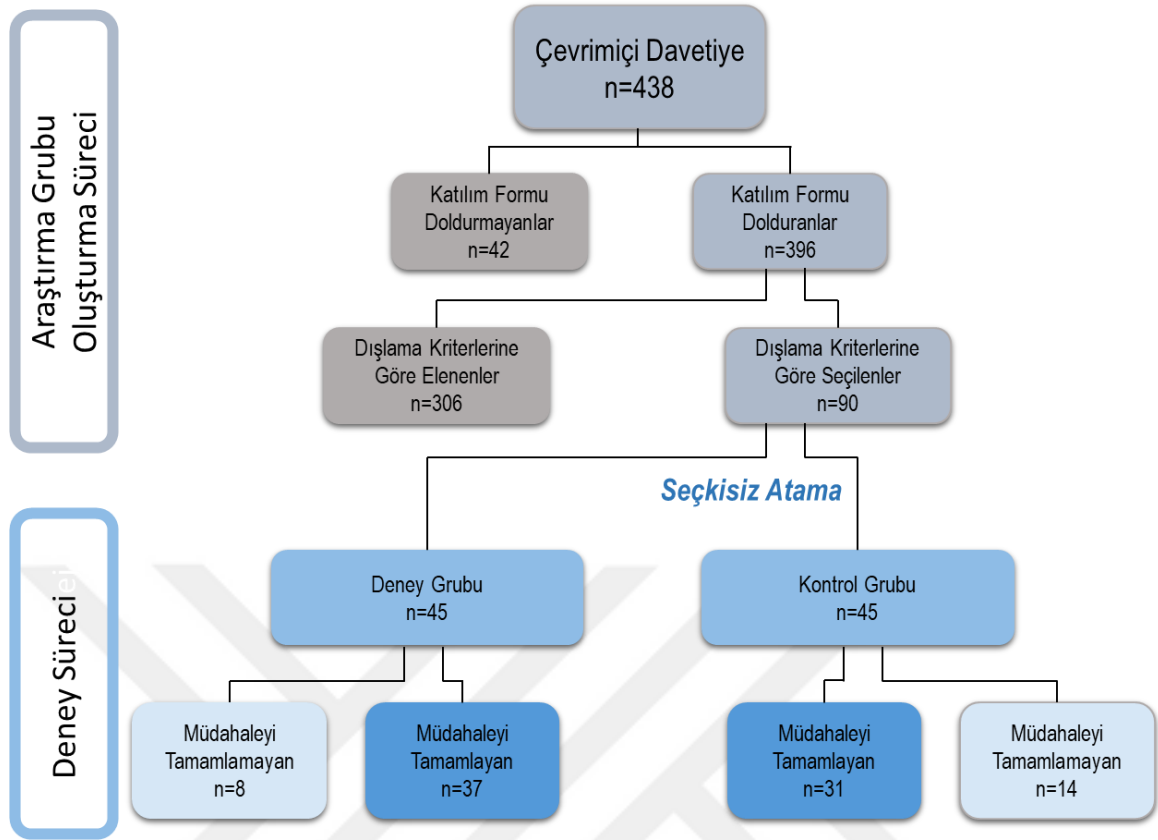 Araştırma Grubu
Oluşturma Süreci
Çevrimiçi Davetiye
n=438
Katılım Formu
Doldurmayanlar
n=42
Katılım Formu
Dolduranlar
n=396
Dışlama Kriterlerine
Göre Elenenler
n=306
Dışlama Kriterlerine
Göre Seçilenler
n=90
Seçkisiz Atama
Deney Süreci
Deney Grubu
n=45
Kontrol Grubu
n=45
Müdahaleyi
Tamamlamayan
n=8
Müdahaleyi
Tamamlayan
n=37
Müdahaleyi
Tamamlayan
n=31
Müdahaleyi
Tamamlamayan
n=14